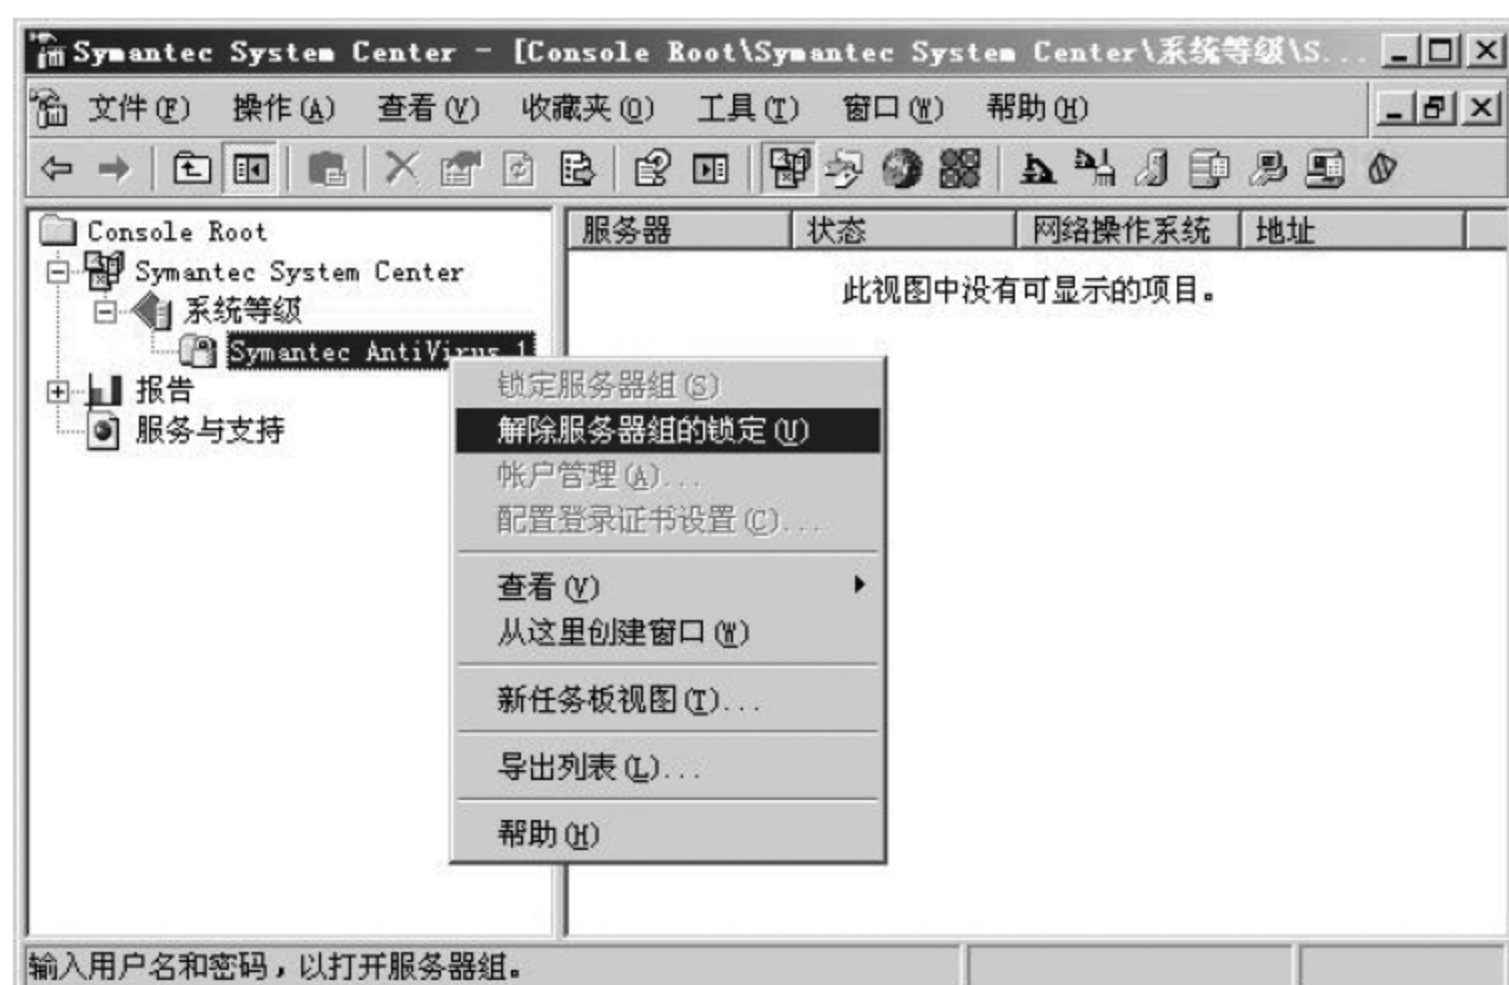 Symantec System Center - [Console Root\Symantec System Center\系统等级\S...
文件(F) 操作(A) 查看(V) 收藏夹(O) 工具(T) 窗口(W) 帮助(H)
Console Root
Symantec System Center
系统等级
Symantec AntiVirus 1
报告
服务与支持
服务器 状态 网络操作系统 地址
此视图中没有可显示的项目。
锁定服务器组(S)
解除服务器组的锁定(U)
帐户管理(A)...
配置登录证书设置(C)...
查看(V)
从这里创建窗口(W)
新任务板视图(T)...
导出列表(L)...
帮助(H)
输入用户名和密码，以打开服务器组。